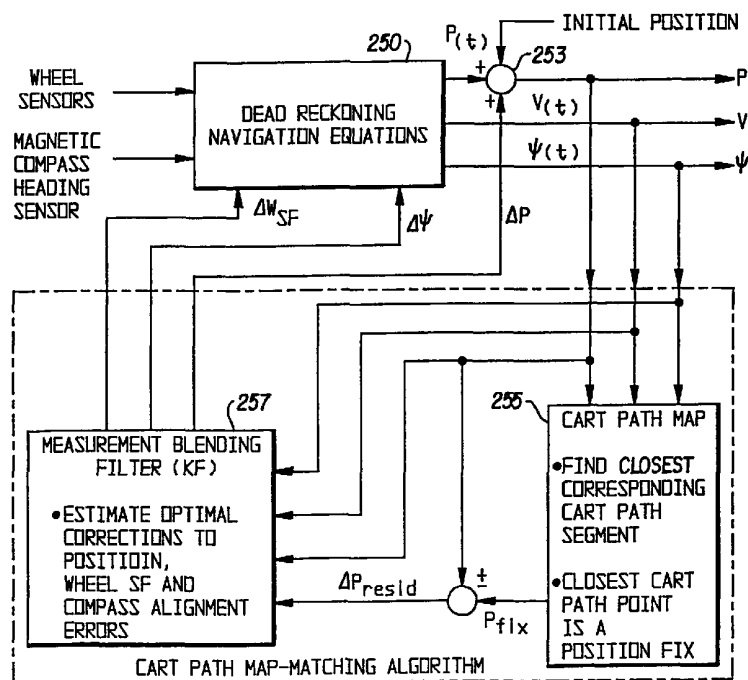 INITIAL POSITION
250
P(t)
253
+
+
P
WHEEL
SENSORS
DEAD RECKONING
NAVIGATION EQUATIONS
V(t)
V
MAGNETIC
COMPASS
HEADING
SENSOR
Ψ(t)
Ψ
ΔW_SF
Δψ
ΔP
257
255
MEASUREMENT BLENDING
FILTER (KF)
•ESTIMATE OPTIMAL
CORRECTIONS TO
POSITIOIN,
WHEEL SF AND
COMPASS ALIGNMENT
ERRORS
CART PATH MAP
•FIND CLOSEST
CORRESPONDING
CART PATH
SEGMENT
•CLOSEST CART
PATH POINT
IS A
POSITION FIX
ΔP_resid
±
P_fix
CART PATH MAP-MATCHING ALGORITHM